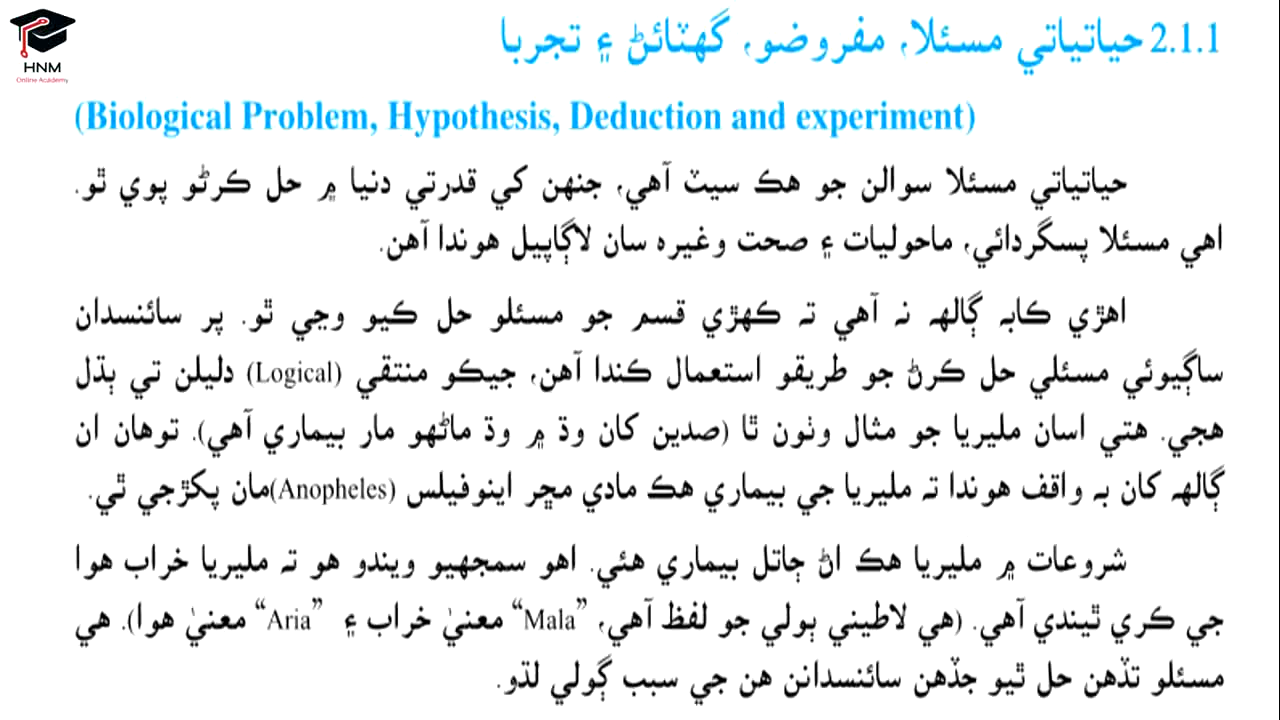 HNM
Online Academy
2.1.1 حياتياتي مسئلا، مفروضو، گهٽائڻ ۽ تجربا
(Biological Problem, Hypothesis, Deduction and experiment)
حياتياتي مسئلا سوالن جو هڪ سيٽ آهي، جنهن کي قدرتي دنيا ۾ حل ڪرڻو پوي ٿو.
اهي مسئلا پسگردائي، ماحوليات ۽ صحت وغيره سان لاڳاپيل هوندا آهن.
اهڙي ڪابه ڳالهه نه آهي ته ڪهڙي قسم جو مسئلو حل ڪيو وڃي ٿو. پر سائنسدان
ساڳيوئي مسئلي حل ڪرڻ جو طريقو استعمال ڪندا آهن، جيڪو منتقي (Logical) دليلن تي ٻڌل
هجي. هتي اسان مليريا جو مثال وٺون ٿا (صدين کان وڌ ۾ وڌ ماڻهو مار بيماري آهي). توهان ان
ڳالهه کان به واقف هوندا ته مليريا جي بيماري هڪ مادي مڇر اينوفيلس (Anopheles)مان پکڙجي ٿي.
شروعات ۾ مليريا هڪ اڻ ڄاتل بيماري هئي. اهو سمجهيو ويندو هو ته مليريا خراب هوا
جي ڪري ٿيندي آهي. (هي لاطيني ٻولي جو لفظ آهي، ”Mala“ معنيٰ خراب ۽ ”Aria“ معنيٰ هوا). هي
مسئلو تڏهن حل ٿيو جڏهن سائنسدانن هن جي سبب ڳولي لڌو.